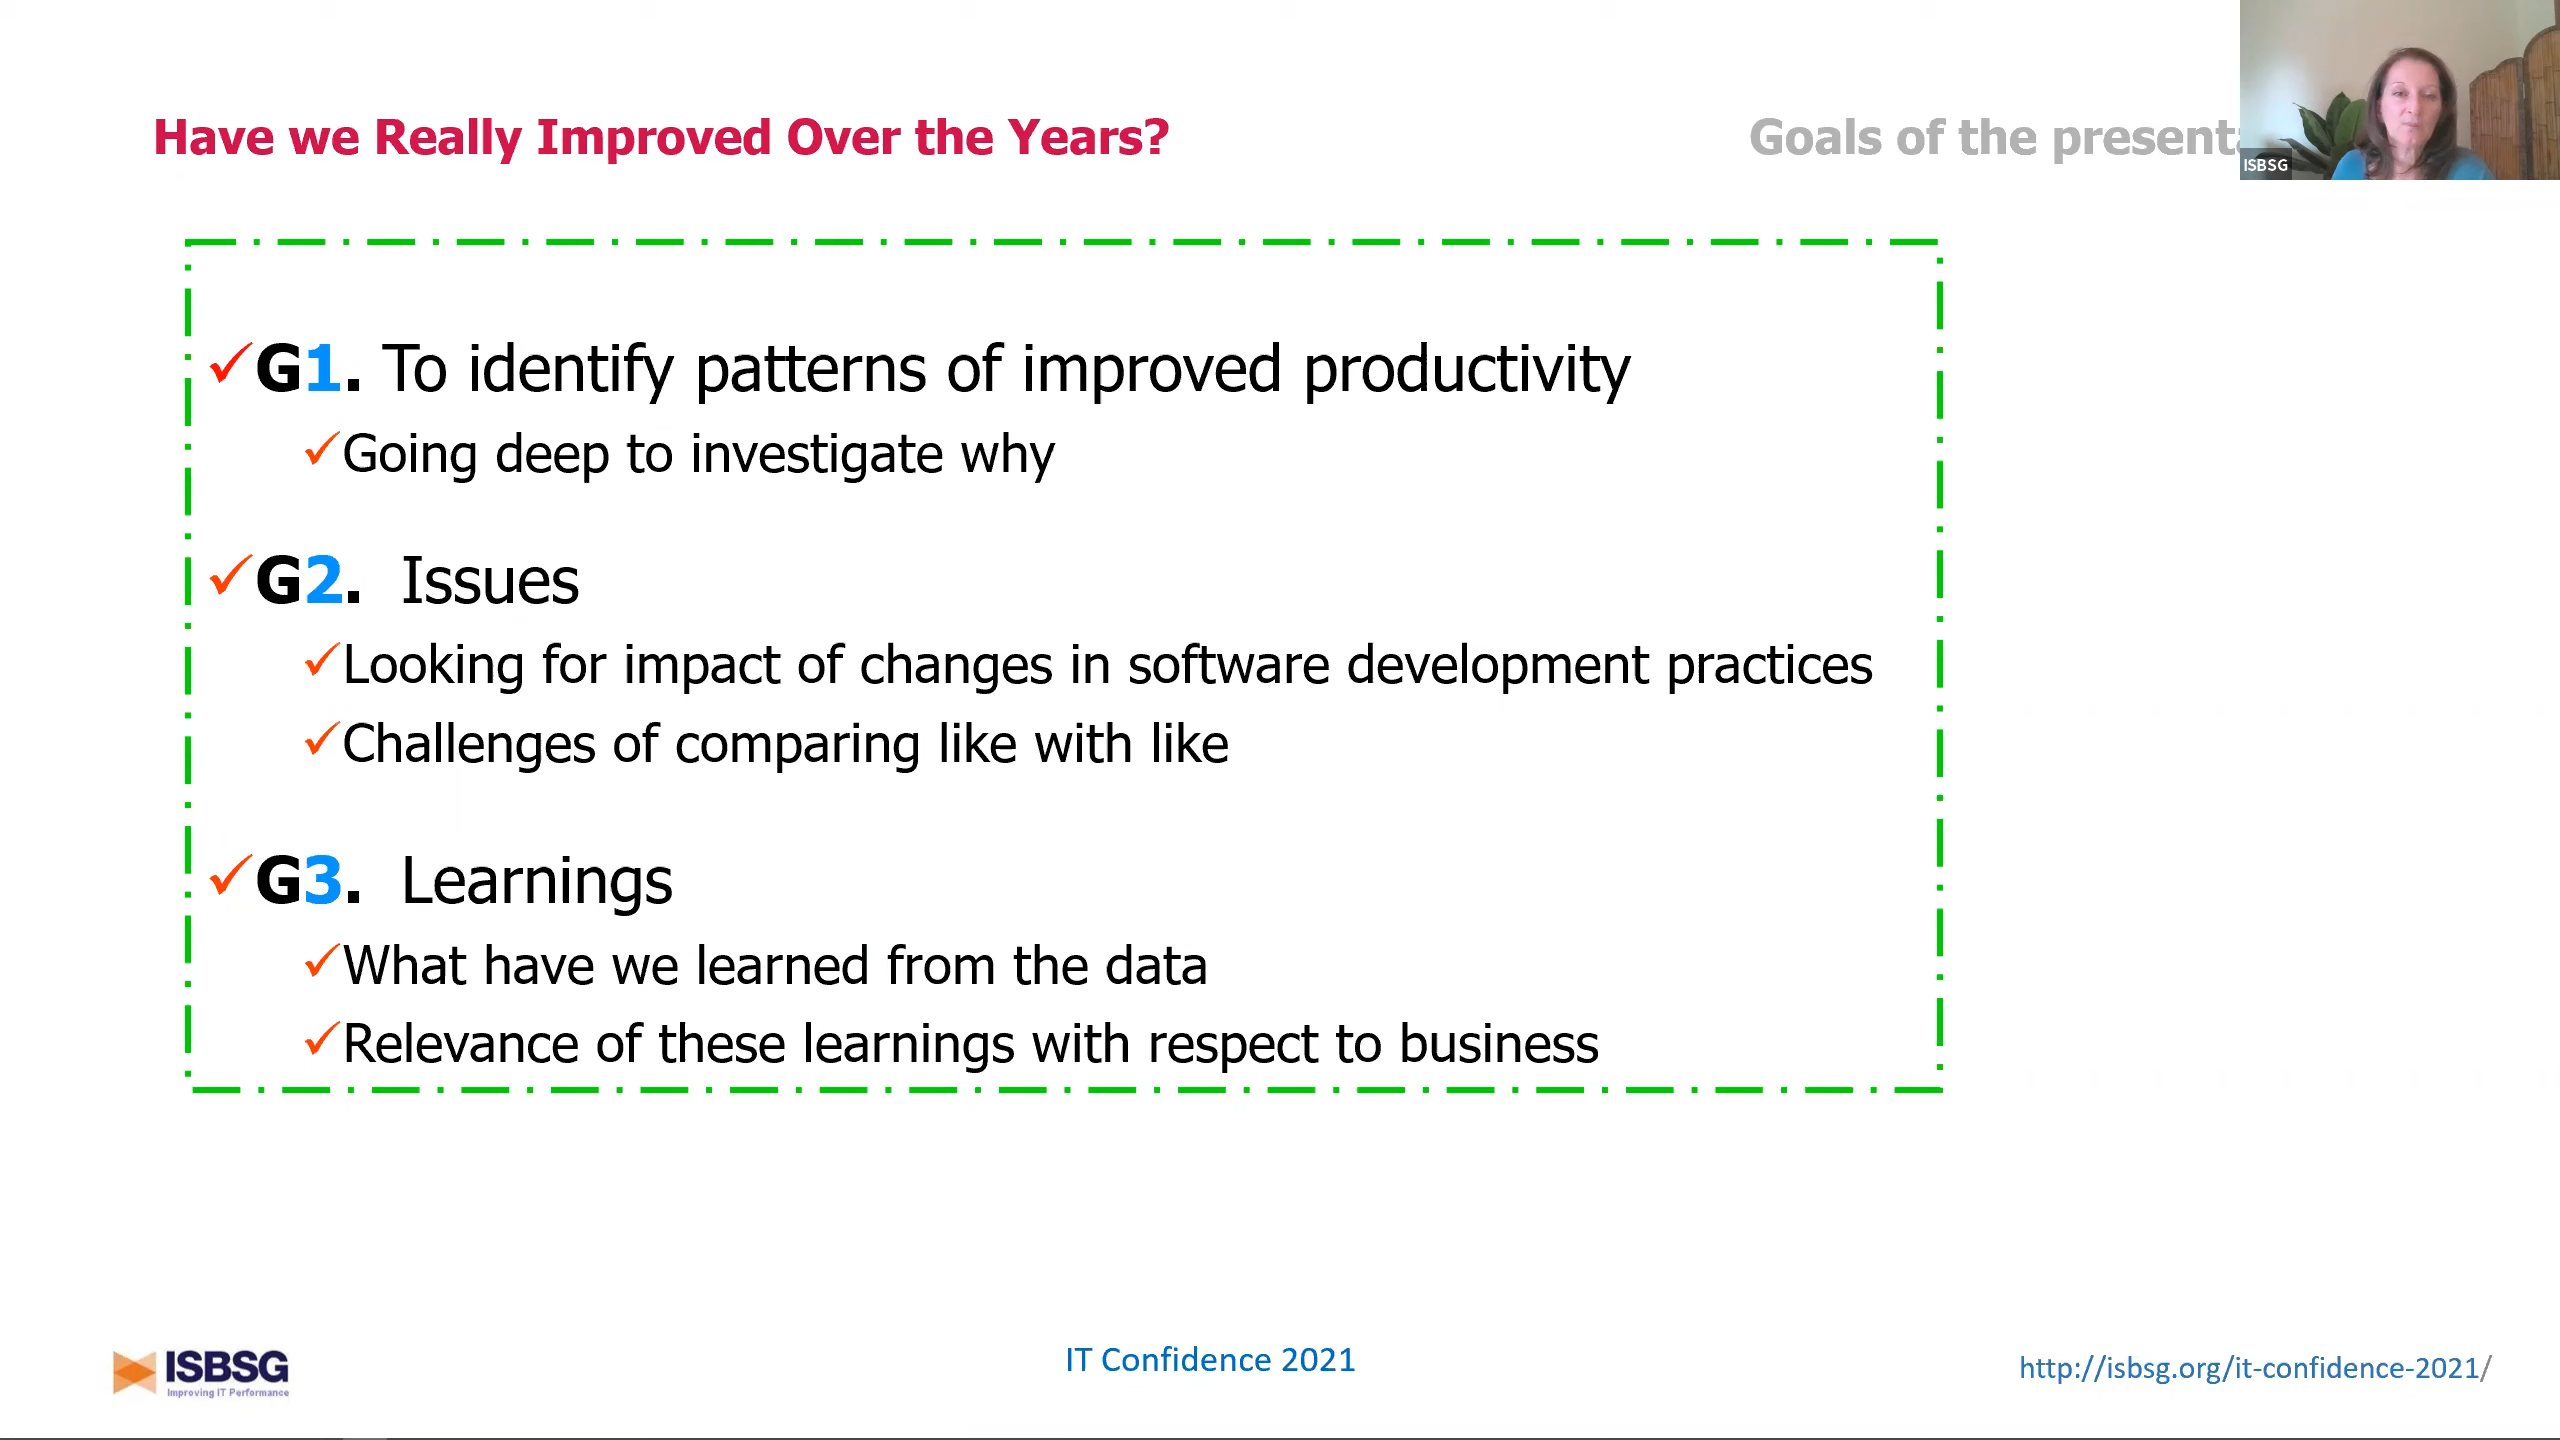 Have we Really Improved Over the Years?
Goals of the
ISBSG
G1. To identify patterns of improved productivity
Going deep to investigate why
G2. Issues
Looking for impact of changes in software development practices
Challenges of comparing like with like
G3. Learnings
What have we learned from the data
Relevance of these learnings with respect to business
ISBSG
Improving IT Performance
IT Confidence 2021
http://isbsg.org/it-confidence-2021/